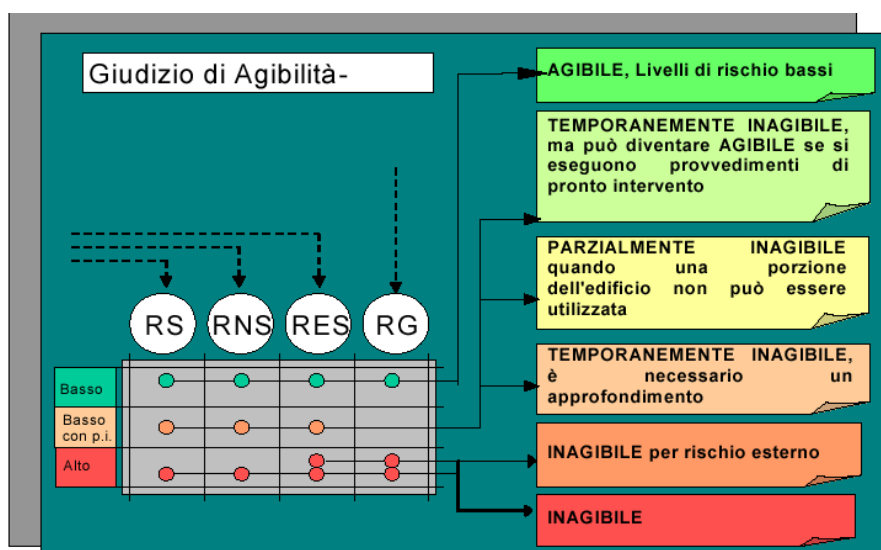 Giudizio di Agibilità-
AGIBILE, Livelli di rischio bassi
TEMPORANEMENTE INAGIBILE,
ma può diventare AGIBILE se si
eseguono provvedimenti di
pronto intervento
PARZIALMENTE INAGIBILE
quando una porzione
dell'edificio non può essere
utilizzata
TEMPORANEMENTE INAGIBILE,
è necessario un
approfondimento
INAGIBILE per rischio esterno
INAGIBILE
RS RNS RES RG
Basso
Basso
con p.i.
Alto